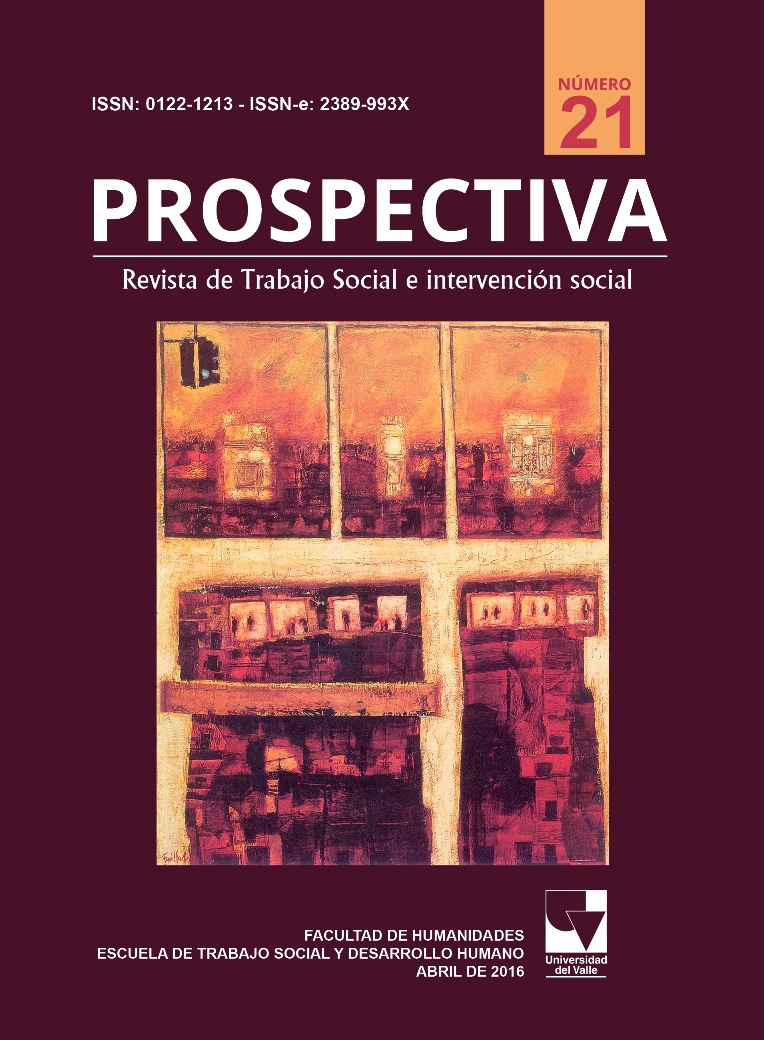 NÚMERO
21
ISSN: 0122-1213 - ISSN-e: 2389-993X
PROSPECTIVA
Revista de Trabajo Social e intervención social
FACULTAD DE HUMANIDADES
ESCUELA DE TRABAJO SOCIAL Y DESARROLLO HUMANO
ABRIL DE 2016
Universidad
del Valle